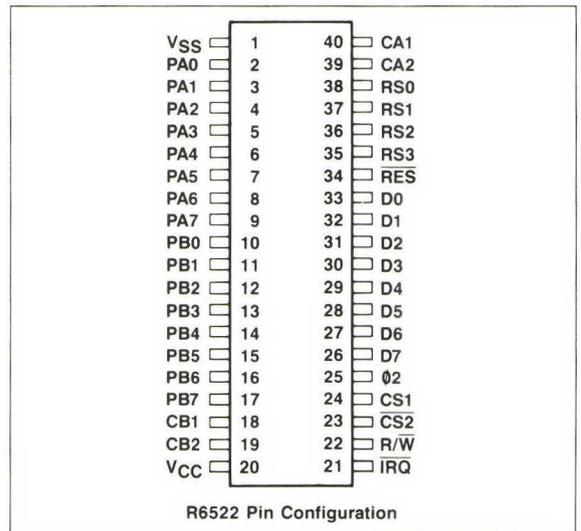 VSS 1 40 CA1
PA0 2 39 CA2
PA1 3 38 RS0
PA2 4 37 RS1
PA3 5 36 RS2
PA4 6 35 RS3
PA5 7 34 RES
PA6 8 33 D0
PA7 9 32 D1
PB0 10 31 D2
PB1 11 30 D3
PB2 12 29 D4
PB3 13 28 D5
PB4 14 27 D6
PB5 15 26 D7
PB6 16 25 Φ2
PB7 17 24 CS1
CB1 18 23 CS2
CB2 19 22 R/W
VCC 20 21 IRQ
R6522 Pin Configuration